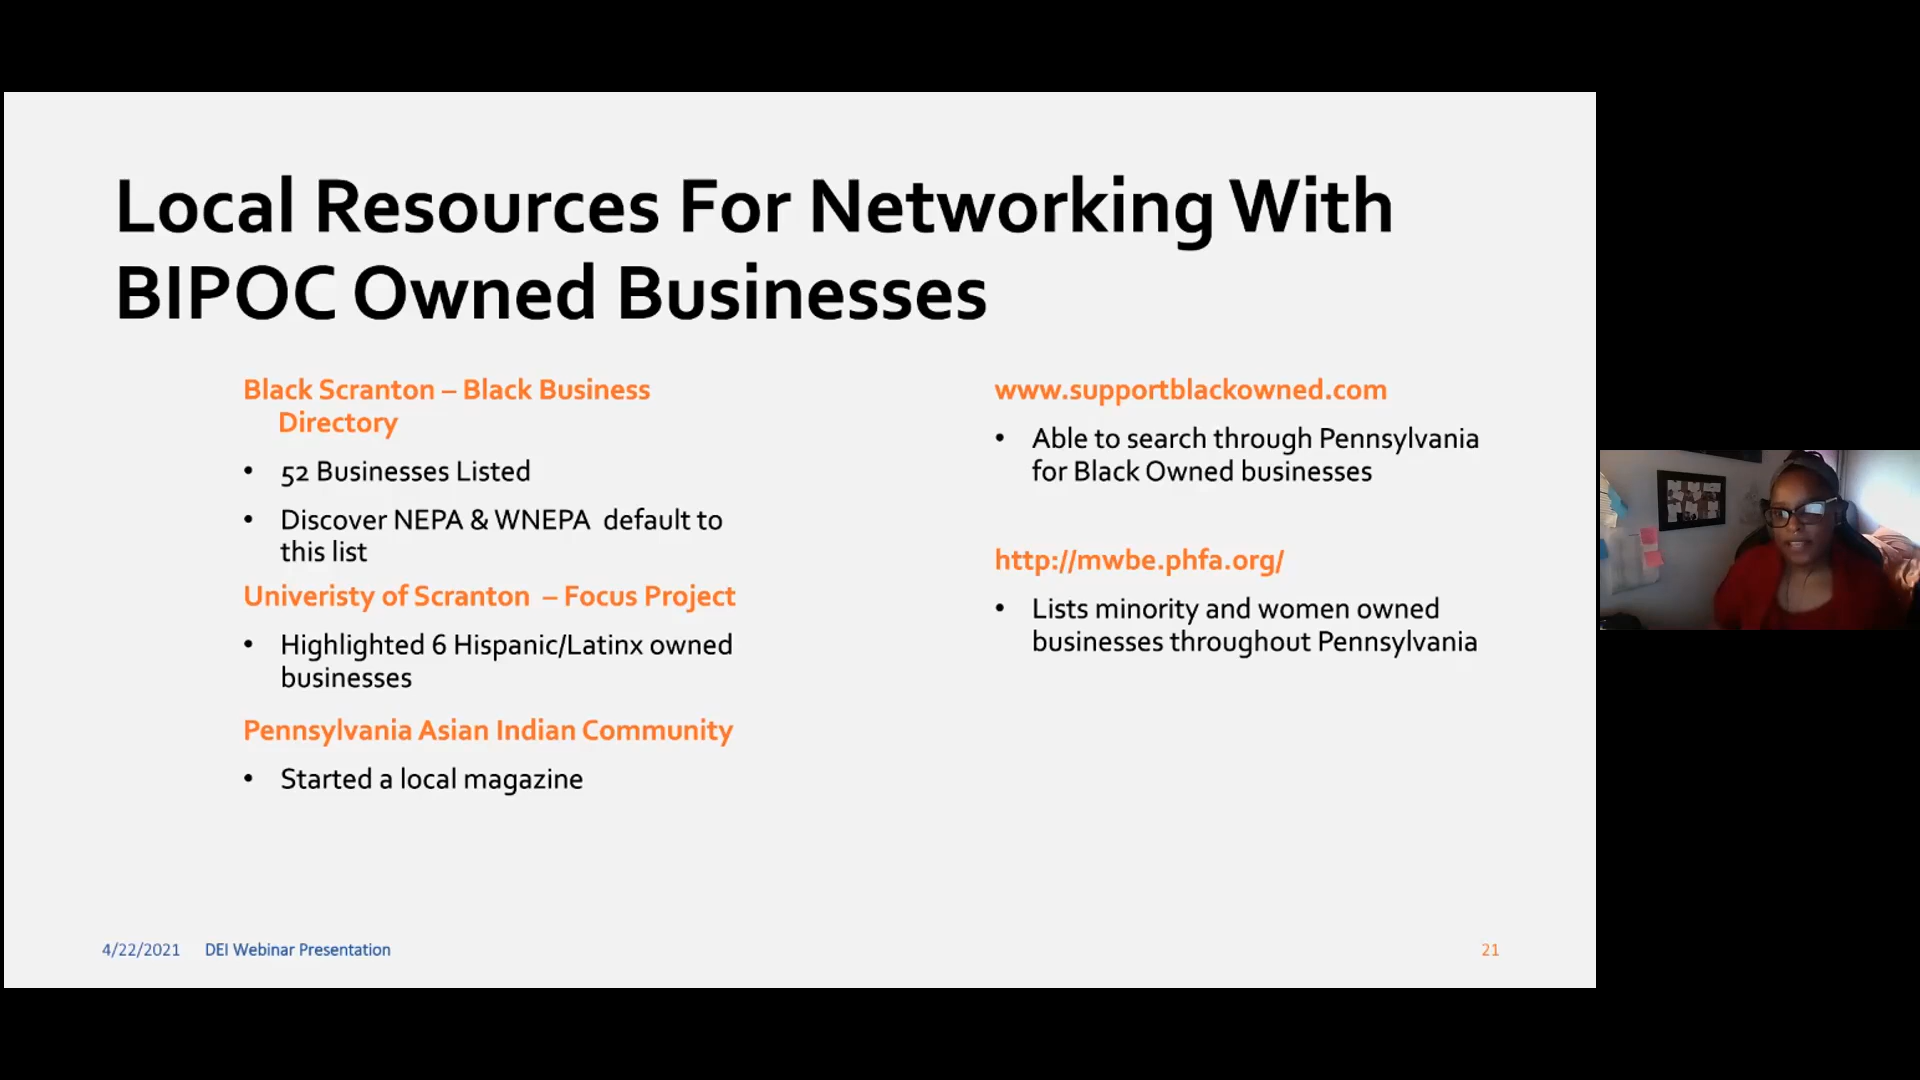 Local Resources For Networking With
BIPOC Owned Businesses
Black Scranton – Black Business
Directory
• 52 Businesses Listed
• Discover NEPA & WNEPA  default to
this list
Univeristy of Scranton  – Focus Project
• Highlighted 6 Hispanic/Latinx owned
businesses
Pennsylvania Asian Indian Community
• Started a local magazine
www.supportblackowned.com
• Able to search through Pennsylvania
for Black Owned businesses
http://mwbe.phfa.org/
• Lists minority and women owned
businesses throughout Pennsylvania
4/22/2021 DEI Webinar Presentation
21